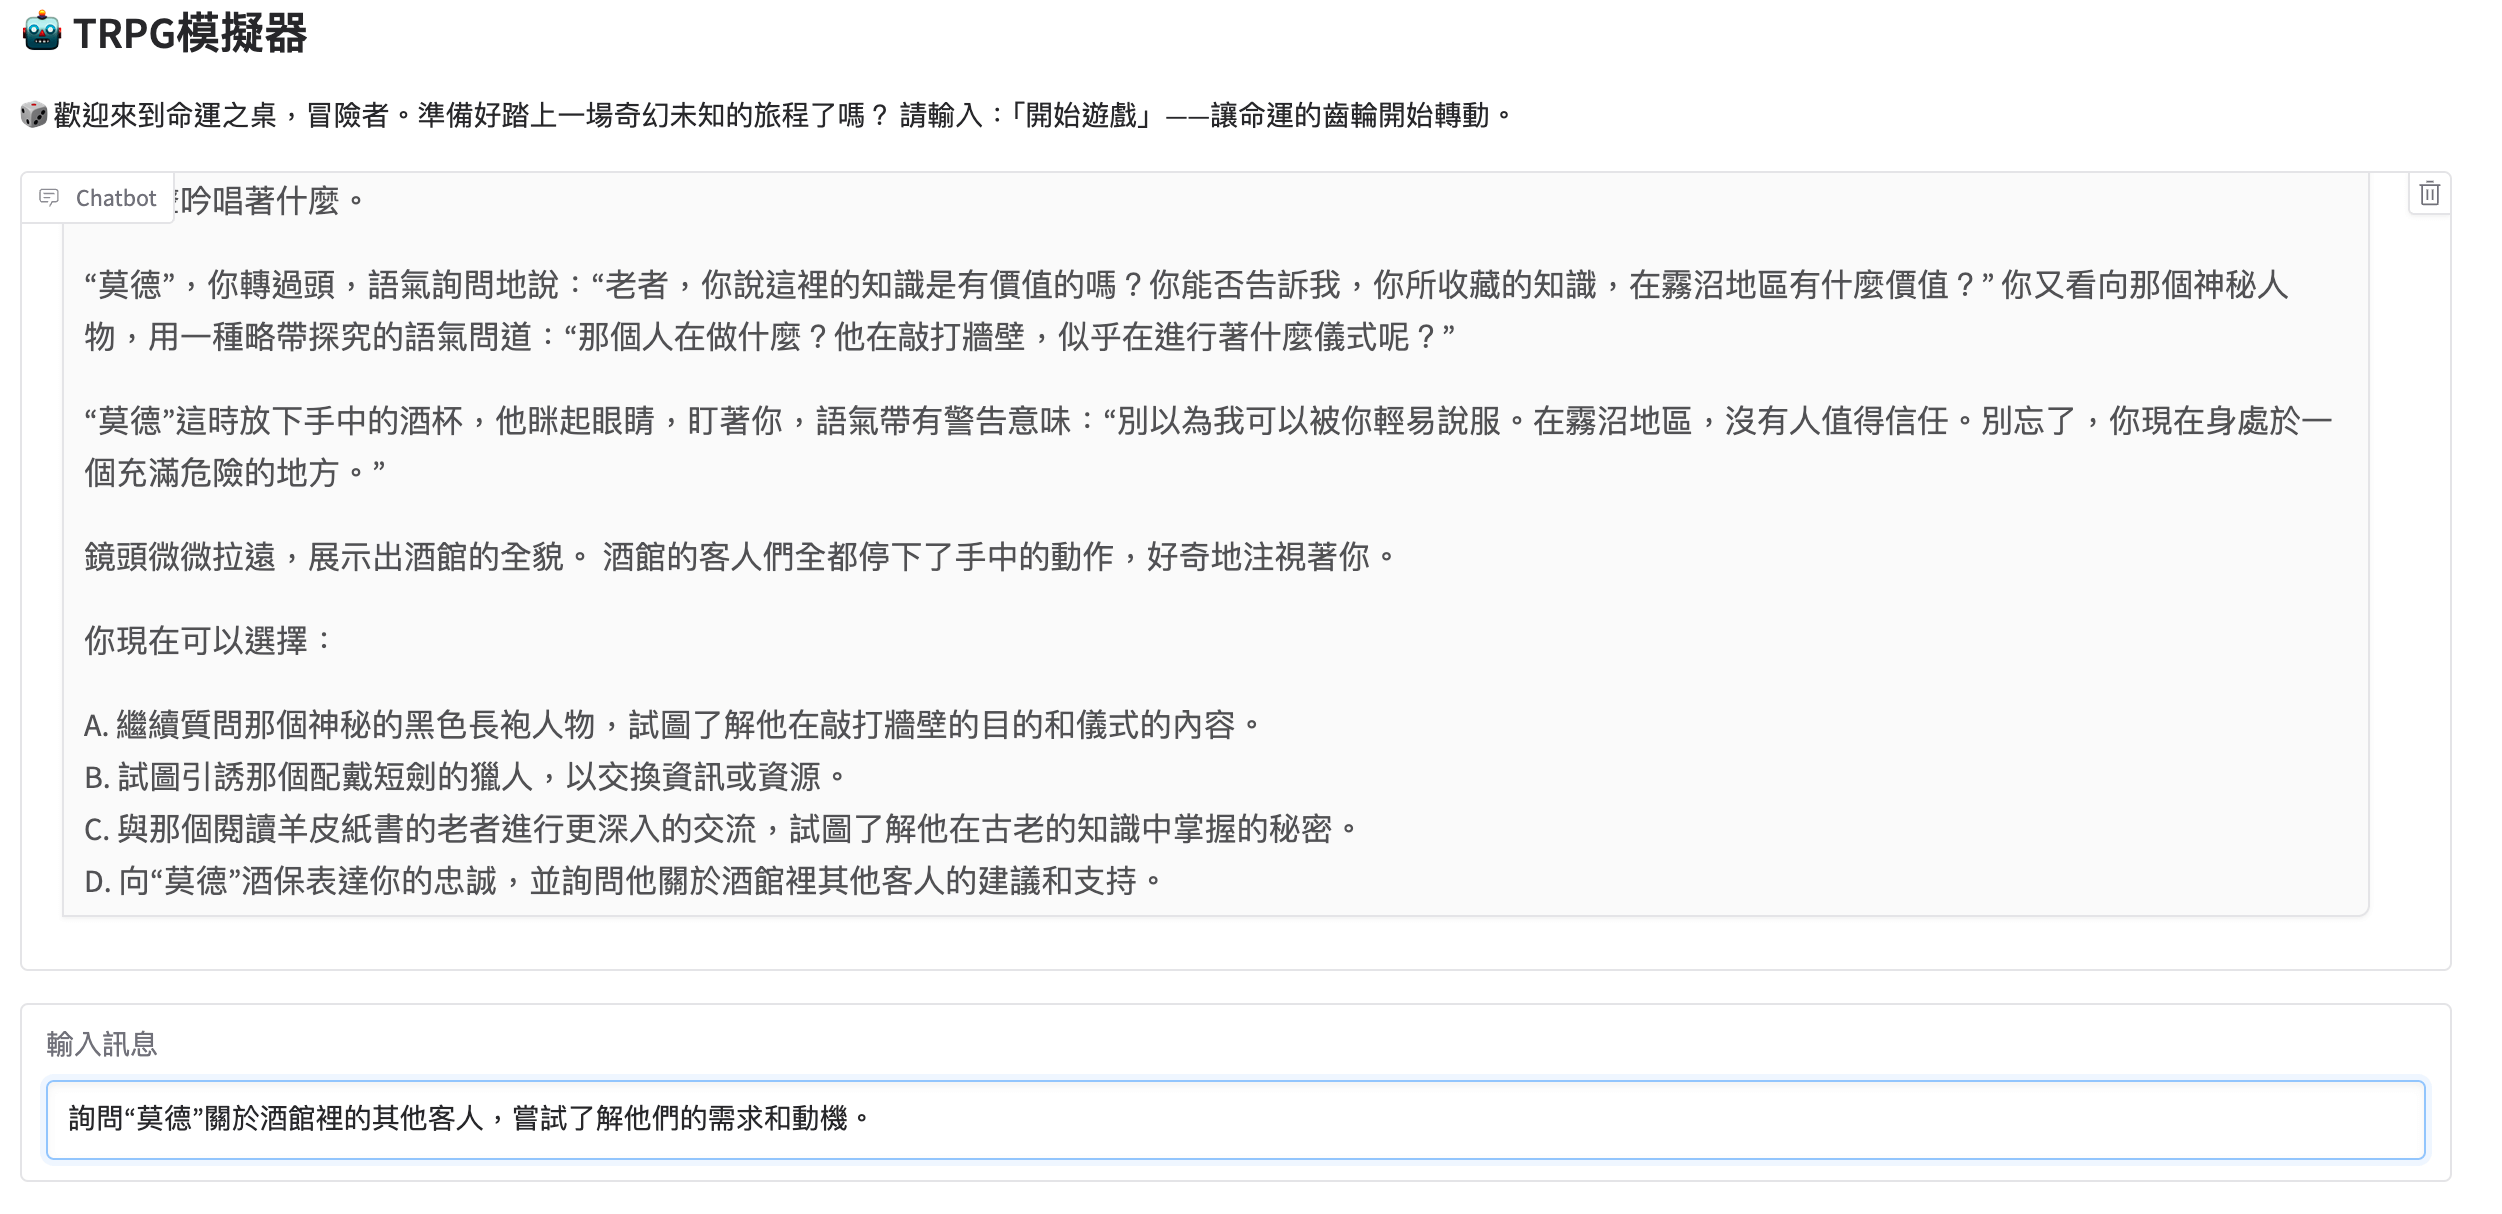 TRPG模擬器
歡迎來到命運之桌，冒險者。準備好踏上一場奇幻未知的旅程了嗎？ 請輸入：「開始遊戲」——讓命運的齒輪開始轉動。
Chatbot
吟唱著什麼。
“莫德”，你轉過頭，語氣詢問地說：“老者，你說這裡的知識是有價值的嗎？你能否告訴我，你所收藏的知識，在霧沼地區有什麼價值？” 你又看向那個神秘人
物，用一種略帶探究的語氣問道：“那個人在做什麼？他在敲打牆壁，似乎在進行著什麼儀式呢？”
“莫德”這時放下手中的酒杯，他眯起眼睛，盯著你，語氣帶有警告意味：“別以為我可以被你輕易說服。在霧沼地區，沒有人值得信任。別忘了，你現在身處於一
個充滿危險的地方。”
鏡頭微微拉遠，展示出酒館的全貌。 酒館的客人們全都停下了手中的動作，好奇地注視著你。
你現在可以選擇：
A. 繼續質問那個神秘的黑色長袍人物，試圖了解他在敲打牆壁的目的和儀式的內容。
B. 試圖引誘那個配戴短劍的獵人，以交換資訊或資源。
C. 與那個閱讀羊皮紙書的老者進行更深入的交流，試圖了解他在古老的知識中掌握的秘密。
D. 向“莫德”酒保表達你的忠誠，並詢問他關於酒館裡其他客人的建議和支持。
輸入訊息
詢問“莫德”關於酒館裡的其他客人，嘗試了解他們的需求和動機。